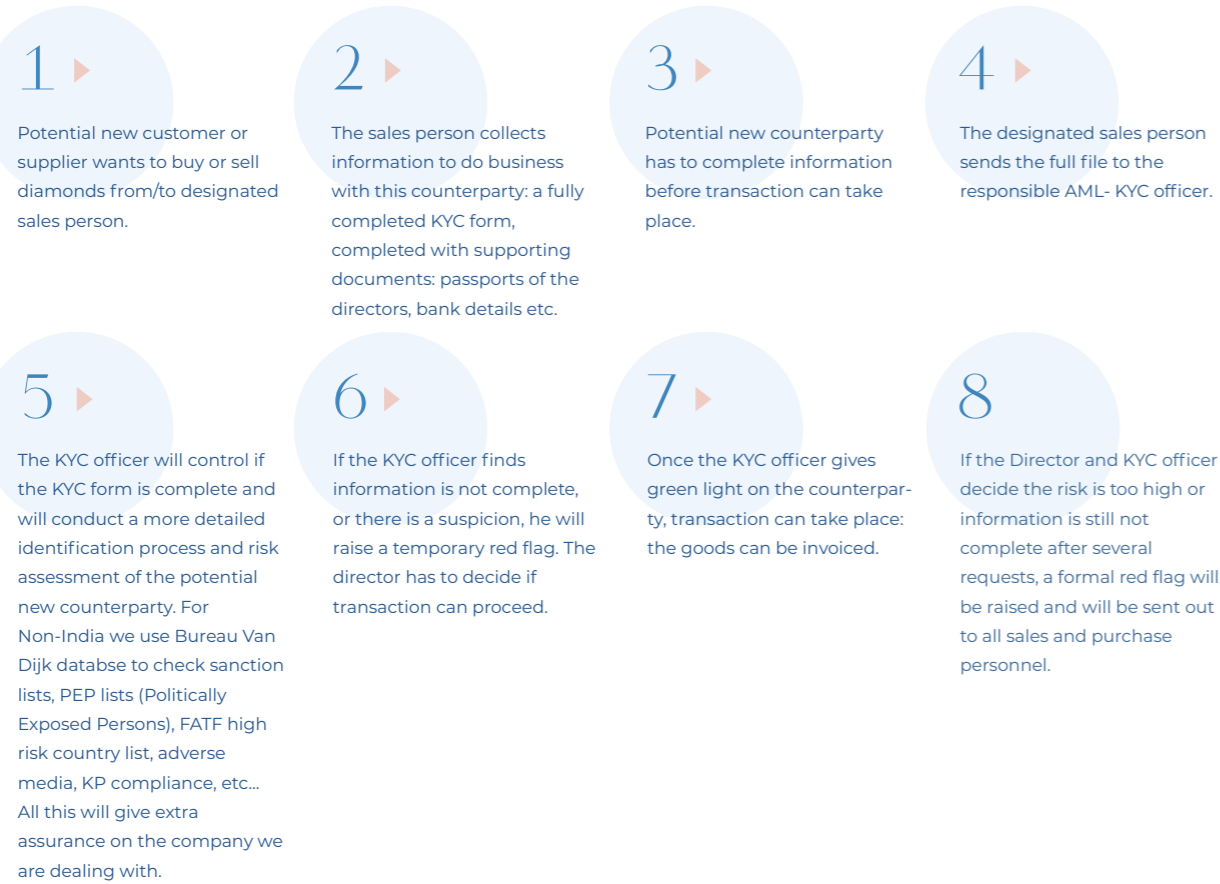 1
Potential new customer or
supplier wants to buy or sell
diamonds from/to designated
sales person.
2
The sales person collects
information to do business
with this counterparty: a fully
completed KYC form,
completed with supporting
documents: passports of the
directors, bank details etc.
3
Potential new counterparty
has to complete information
before transaction can take
place.
4
The designated sales person
sends the full file to the
responsible AML- KYC officer.
5
The KYC officer will control if
the KYC form is complete and
will conduct a more detailed
identification process and risk
assessment of the potential
new counterparty. For
Non-India we use Bureau Van
Dijk databse to check sanction
lists, PEP lists (Politically
Exposed Persons), FATF high
risk country list, adverse
media, KP compliance, etc...
All this will give extra
assurance on the company we
are dealing with.
6
If the KYC officer finds
information is not complete,
or there is a suspicion, he will
raise a temporary red flag. The
director has to decide if
transaction can proceed.
7
Once the KYC officer gives
green light on the counterpar-
ty, transaction can take place:
the goods can be invoiced.
8
If the Director and KYC officer
decide the risk is too high or
information is still not
complete after several
requests, a formal red flag will
be raised and will be sent out
to all sales and purchase
personnel.